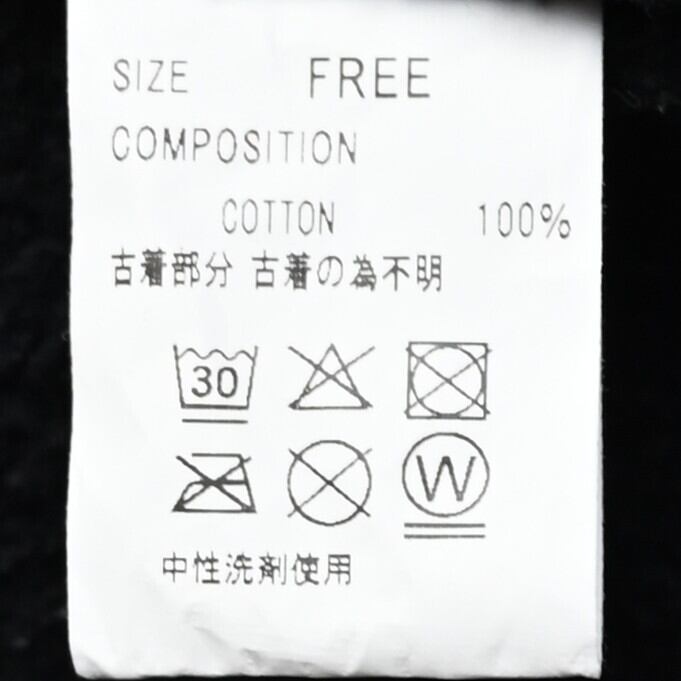 SIZE FREE
COMPOSITION
COTTON 100%
古着部分 古着の為不明
30
W
中性洗剤使用